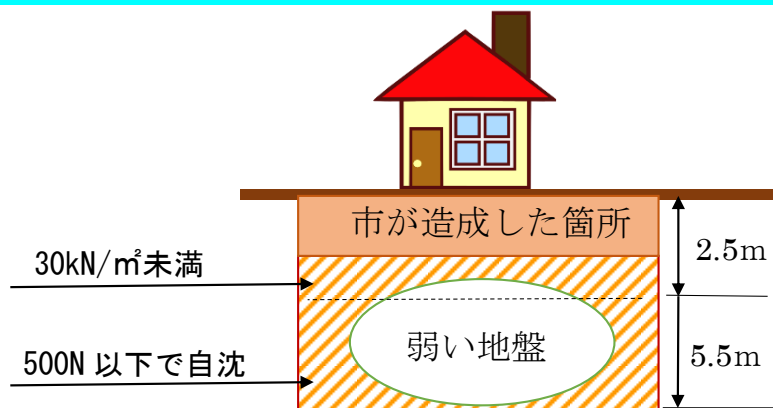 市が造成した箇所
30kN/㎡未満
2.5m
弱い地盤
500N 以下で自沈
5.5m